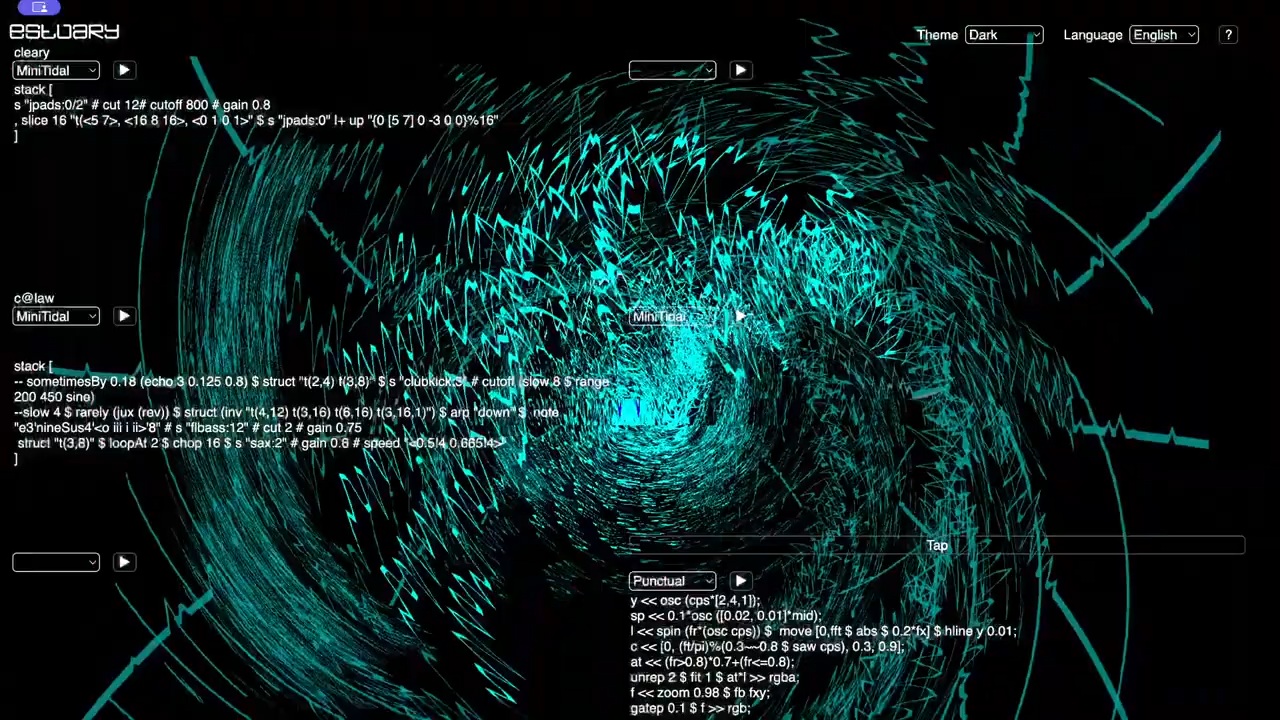 estuary
Theme Dark Language English ?
cleary
MiniTidal
stack [
s "jpads:0/2" # cut 12# cutoff 800 # gain 0.8
, slice 16 "t(<5 7>, <16 8 16>, <0 1 0 1>" $ s "jpads:0" |+ up "{0 [5 7] 0 -3 0 0}%16"
]
c@law
MiniTidal
MiniTidal
stack [
-- sometimesBy 0.18 (echo 3 0.125 0.8) $ struct "t(2,4) t(3,8)" $ s "clubkick:3" # cutoff (slow 8 $ range
200 450 sine)
--slow 4 $ rarely (jux (rev)) $ struct (inv "t(4,12) t(3,16) t(6,16) t(3,16,1)") $ arp "down" $ note
"e3'nineSus4'<o iii i ii>'8" # s "flbass:12" # cut 2 # gain 0.75
struct "t(3,8)" $ loopAt 2 $ chop 16 $ s "sax:2" # gain 0.6 # speed "<0.5!4 0.665!4>"
]
Tap
Punctual
y << osc (cps*[2,4,1]);
sp << 0.1*osc ([0.02, 0.01]*mid);
l << spin (fr*(osc cps)) $ move [0,fft $ abs $ 0.2*fx] $ hline y 0.01;
c << [0, (ft/pi)%(0.3~~0.8 $ saw cps), 0.3, 0.9];
at << (fr>0.8)*0.7+(fr<=0.8);
unrep 2 $ fit 1 $ at*l >> rgba;
f << zoom 0.98 $ fb fxy;
gatep 0.1 $ f >> rgb;